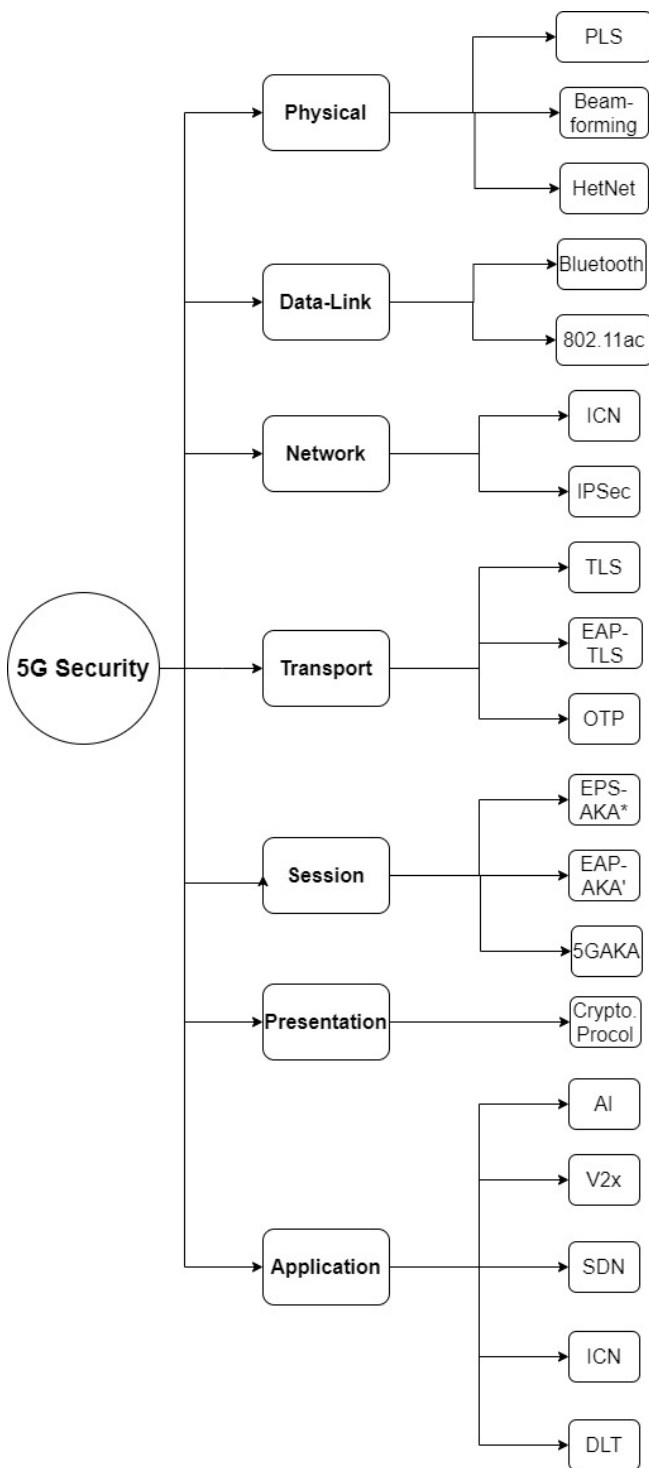 PLS
Physical
Beam-
forming
HetNet
Bluetooth
Data-Link
802.11ac
ICN
Network
IPSec
TLS
5G Security
Transport
EAP-
TLS
OTP
EPS-
AKA*
Session
EAP-
AKA'
5GAKA
Presentation
Crypto.
Procol
AI
V2x
Application
SDN
ICN
DLT